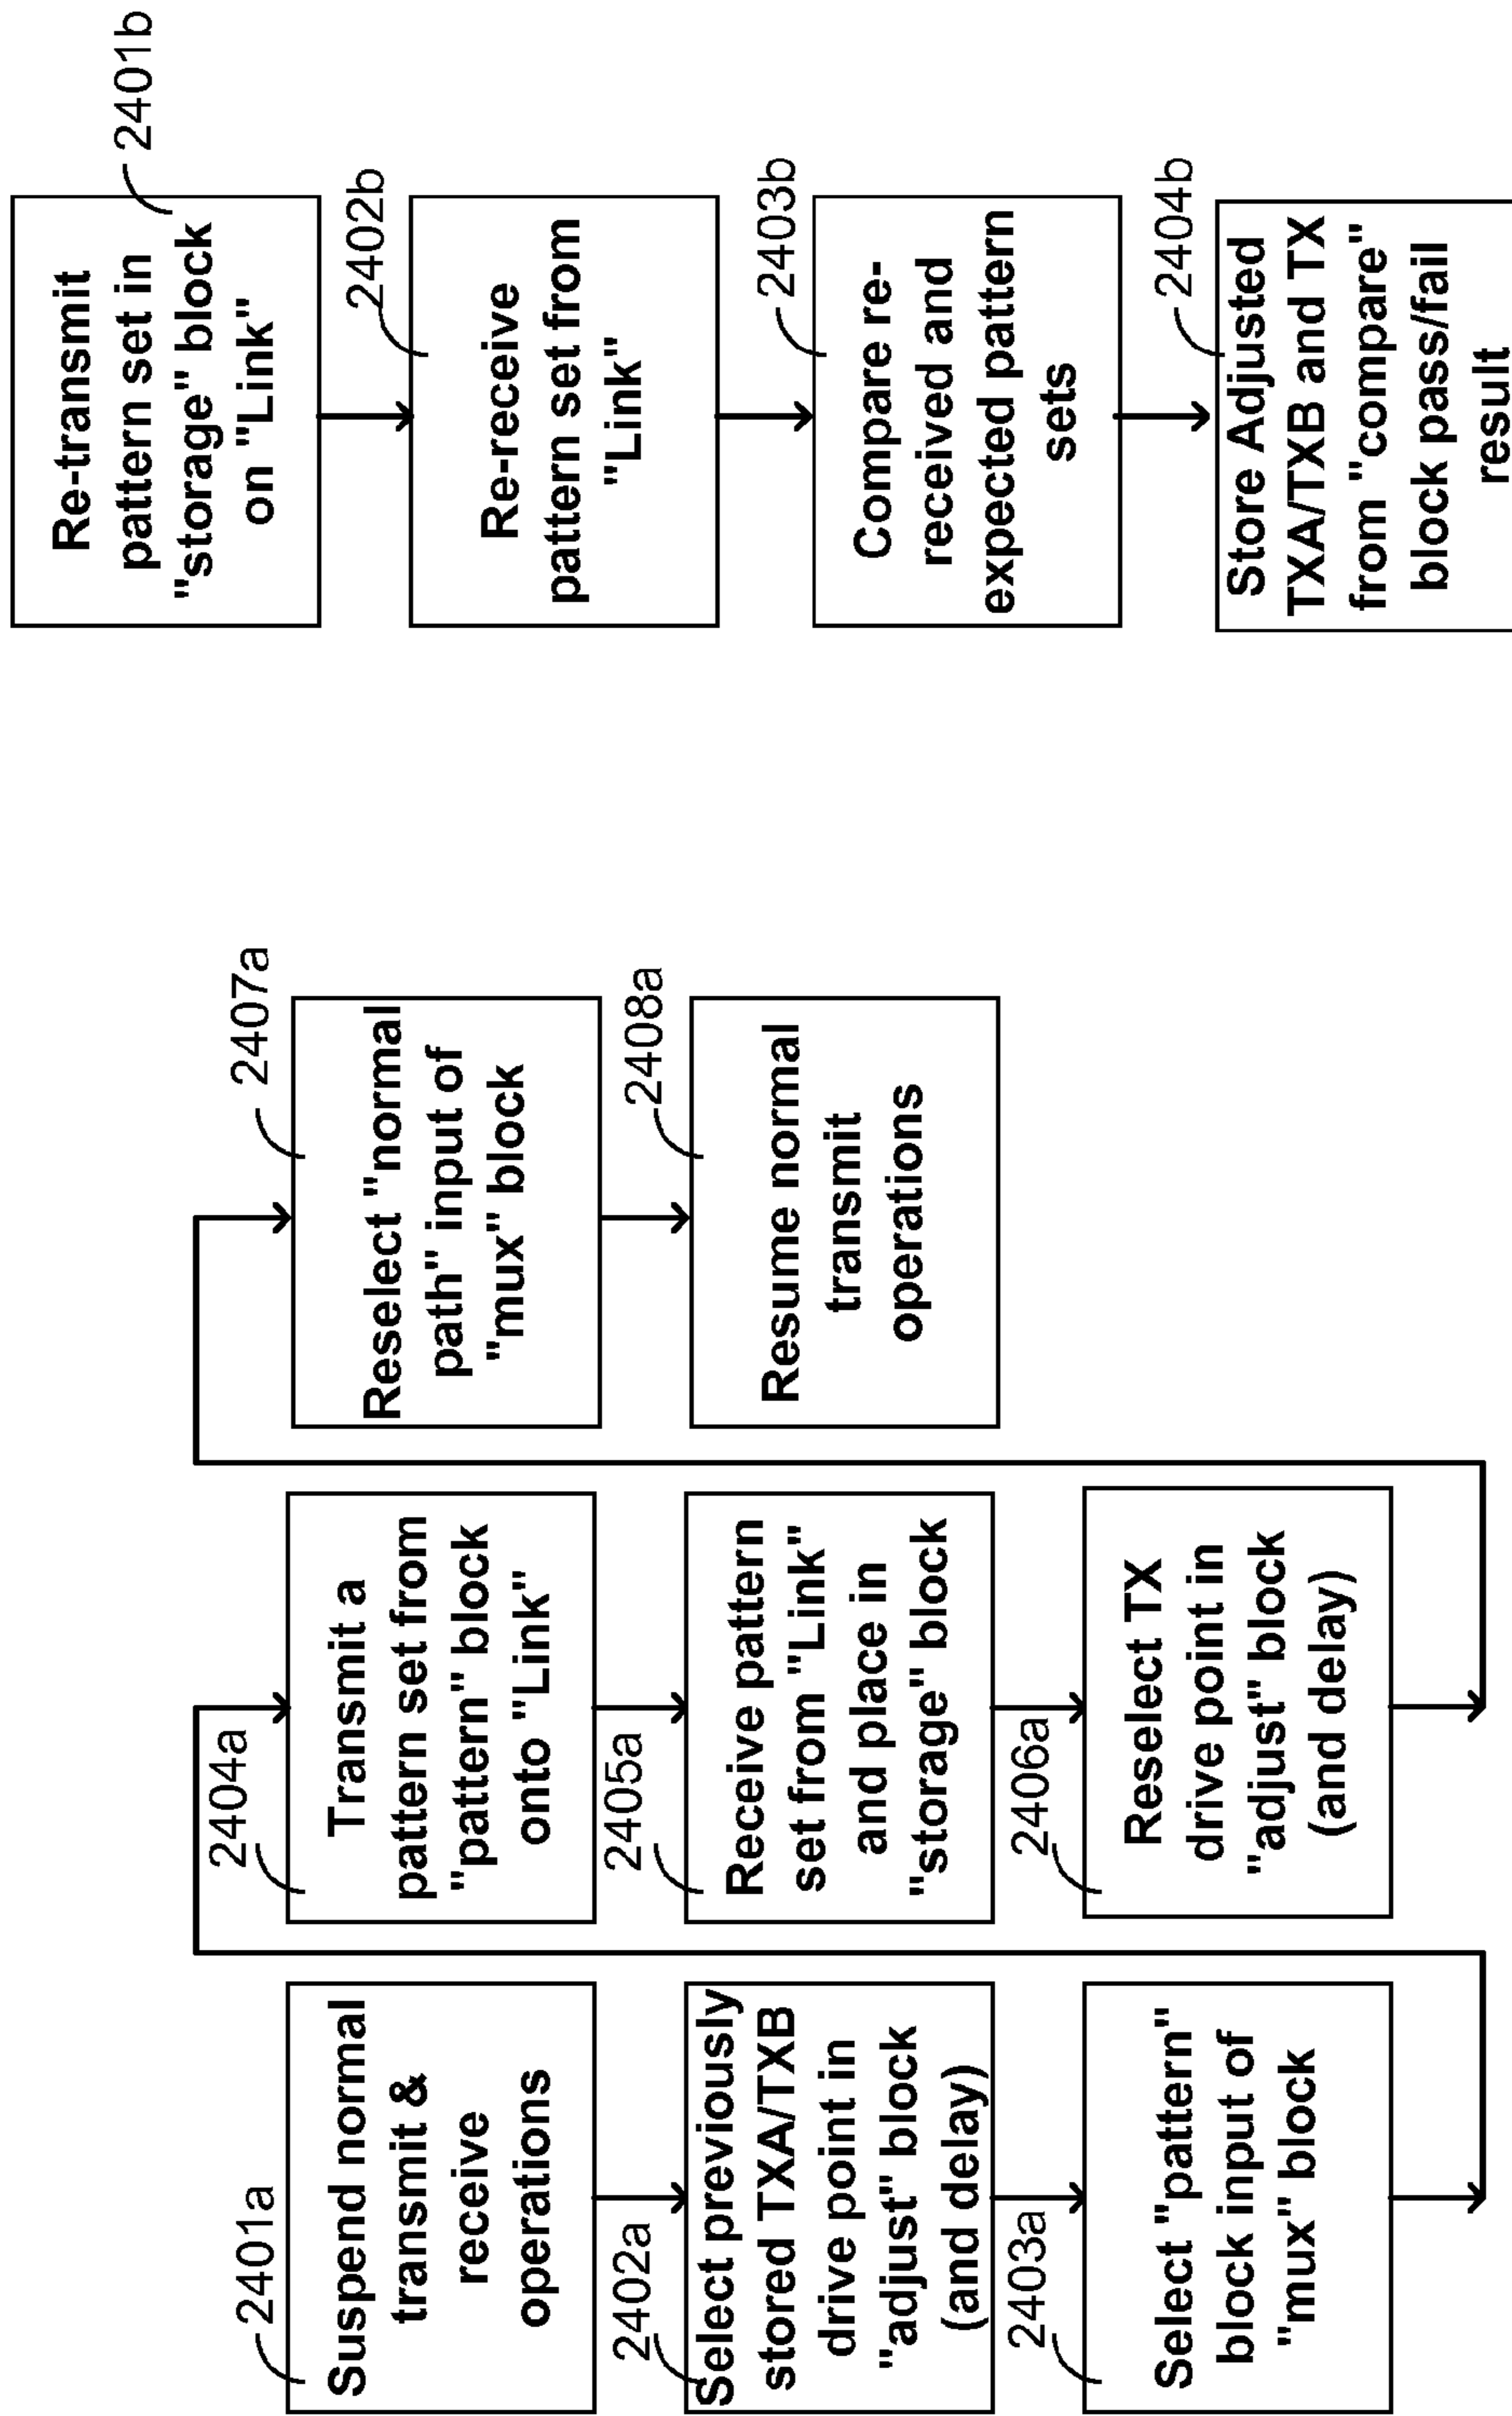 2401a
Suspend normal
transmit &
receive
operations
2402a
Select previously
stored TXA/TXB
drive point in
"adjust" block
(and delay)
2403a
Select "pattern"
block input of
"mux" block
2404a
Transmit a
pattern set from
"pattern" block
onto "Link"
2405a
Receive pattern
set from "Link"
and place in
"storage" block
2406a
Reselect TX
drive point in
"adjust" block
(and delay)
2407a
Reselect "normal
path" input of
"mux" block
2408a
Resume normal
transmit
operations
2401b
Re-transmit
pattern set in
"storage" block
on "Link"
2402b
Re-receive
pattern set from
"Link"
2403b
Compare re-
received and
expected pattern
sets
2404b
Store Adjusted
TXA/TXB and TX
from "compare"
block pass/fail
result